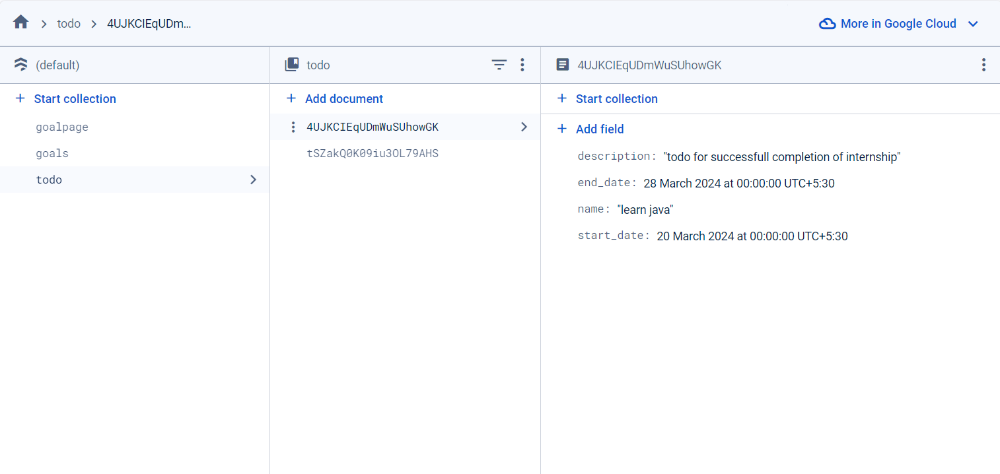 todo 4UJKCIEqUDm...
More in Google Cloud
(default)
todo
4UJKCIEqUDmWuSUhowGK
Start collection
Add document
Start collection
goalpage
goals
todo
4UJKCIEqUDmWuSUhowGK
tSZakQ0K09iu3OL79AHS
Add field
description: "todo for successfull completion of internship"
end_date: 28 March 2024 at 00:00:00 UTC+5:30
name: "learn java"
start_date: 20 March 2024 at 00:00:00 UTC+5:30